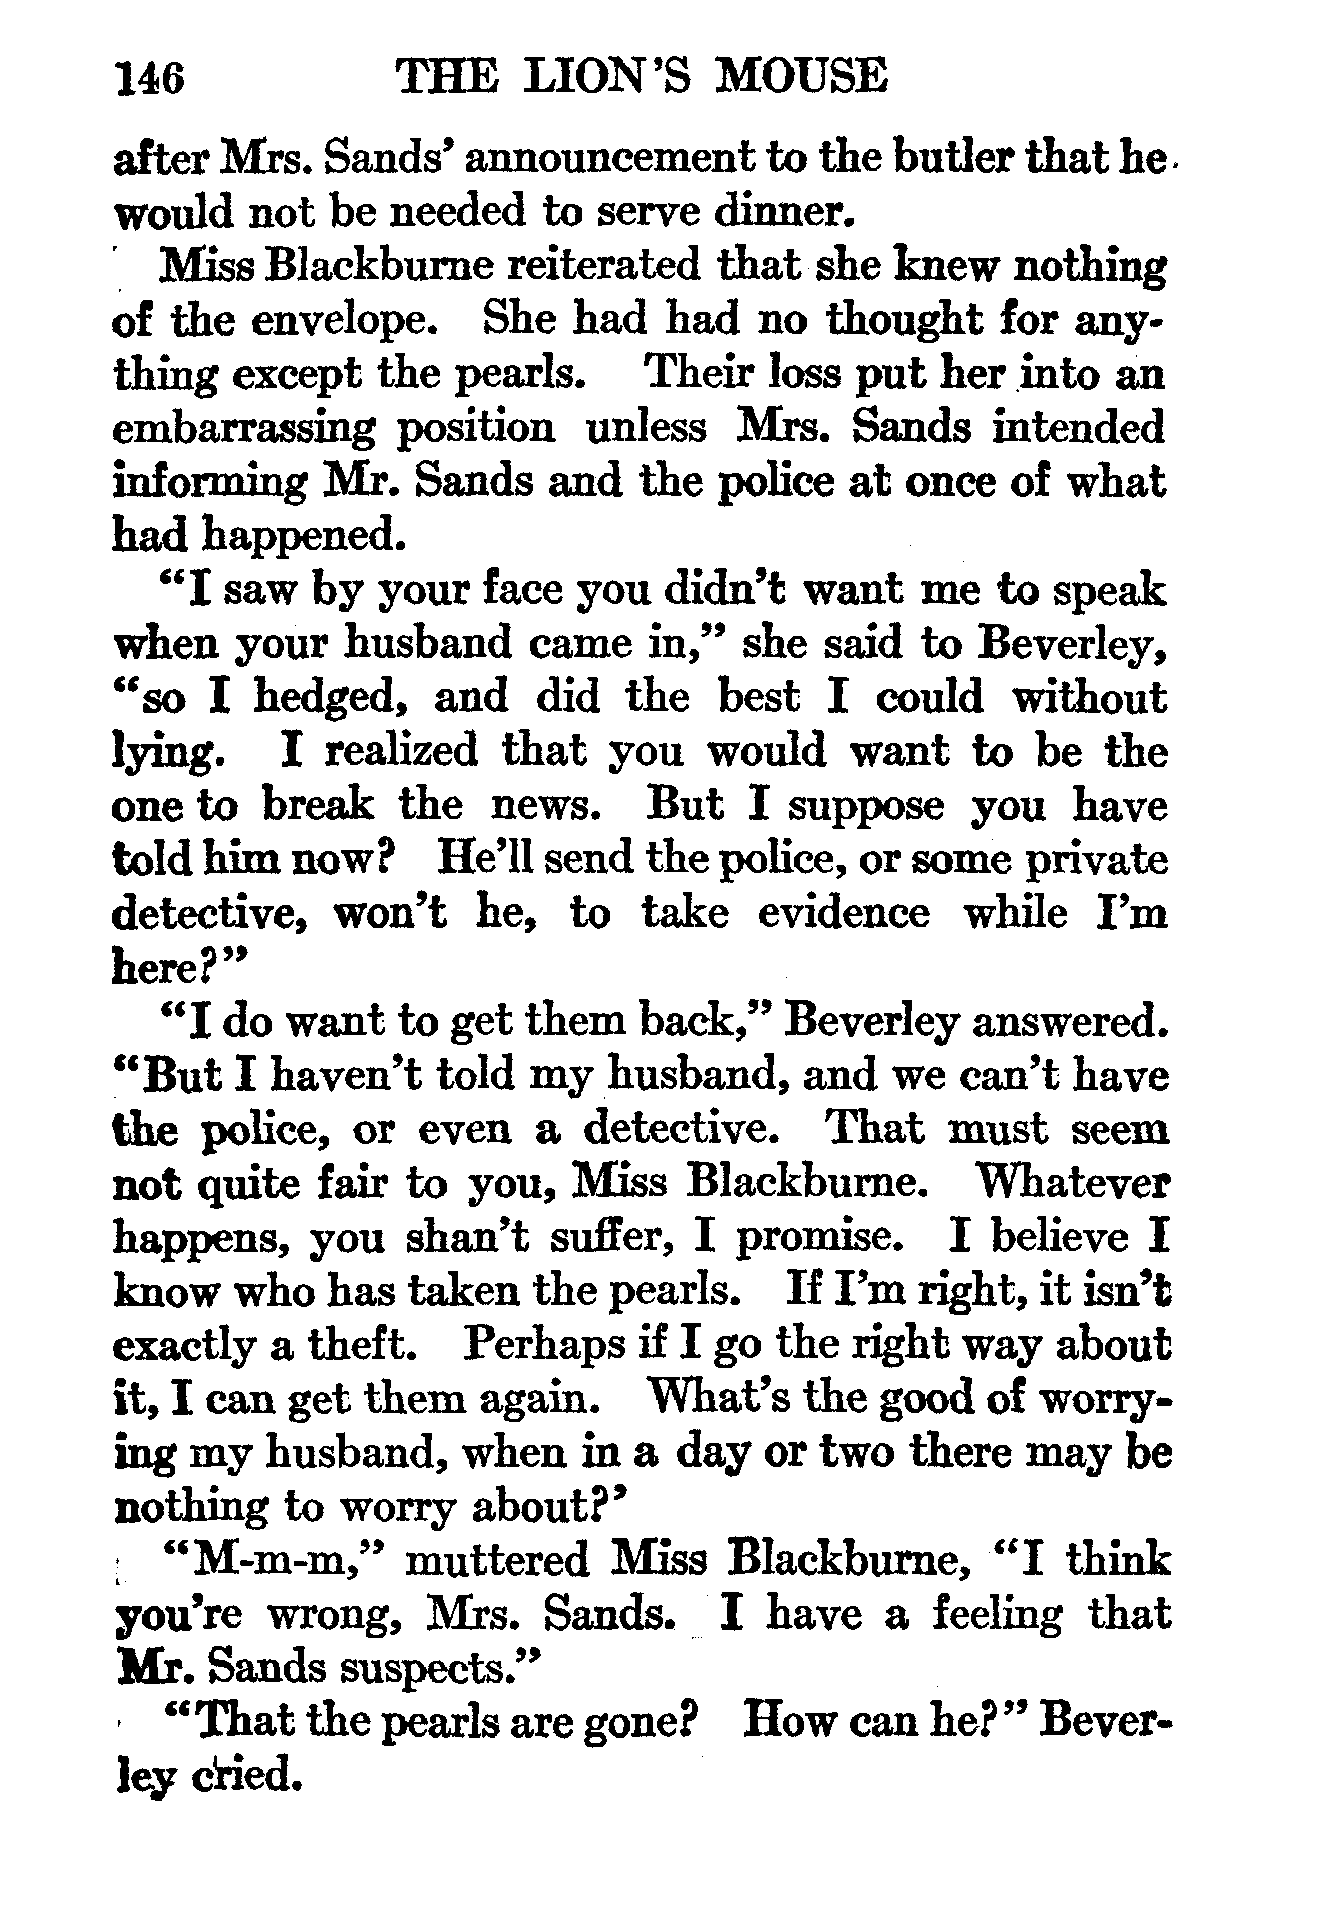 146 THE LION'S MOUSE
after Mrs. Sands' announcement to the butler that he
would not be needed to serve dinner.
Miss Blackburne reiterated that she knew nothing
of the envelope. She had had no thought for any-
thing except the pearls. Their loss put her into an
embarrassing position unless Mrs. Sands intended
informing Mr. Sands and the police at once of what
had happened.
"I saw by your face you didn't want me to speak
when your husband came in," she said to Beverley,
"so I hedged, and did the best I could without
lying. I realized that you would want to be the
one to break the news. But I suppose you have
told him now? He'll send the police, or some private
detective, won't he, to take evidence while I'm
here?"
"I do want to get them back," Beverley answered.
"But I haven't told my husband, and we can't have
the police, or even a detective. That must seem
not quite fair to you, Miss Blackburne. Whatever
happens, you shan't suffer, I promise. I believe I
know who has taken the pearls. If I'm right, it isn't
exactly a theft. Perhaps if I go the right way about
it, I can get them again. What's the good of worry-
ing my husband, when in a day or two there may be
nothing to worry about?'
"M-m-m," muttered Miss Blackburne, "I think
you're wrong, Mrs. Sands. I have a feeling that
Mr. Sands suspects."
"That the pearls are gone? How can he?" Bever-
ley cried.